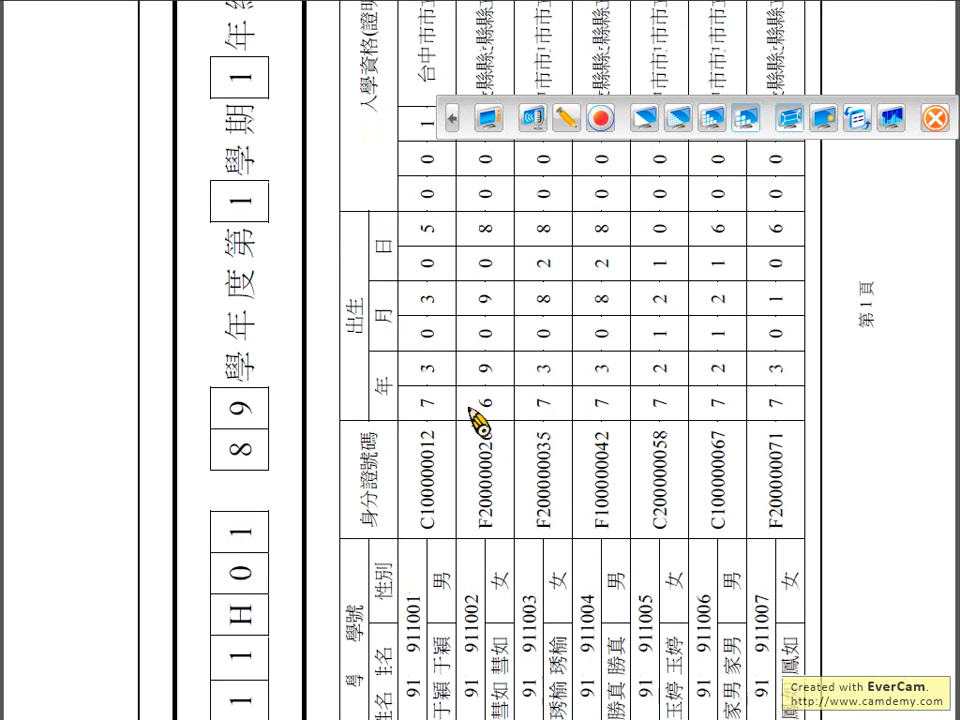 1 1 H 0 1 8 9 學年度第 1 學期 1 年
學 學號 身分證號碼 出生 入學資格(證明
姓名 性別 年 月 日
91 911001 C100000012 7 3 0 3 0 5 0 0 1 台中市市
于穎 于穎 男
91 911002 F200000026 6 9 0 9 0 8 0 0
彗如 彗如 女
91 911003 F200000035 7 3 0 8 2 8 0 0
琇榆 琇榆 女
91 911004 F100000042 7 3 0 8 2 8 0 0
勝真 勝真 男
91 911005 C200000058 7 2 1 2 1 0 0 0
玉婷 玉婷 女
91 911006 C100000067 7 2 1 2 1 6 0 0
家男 家男 男
91 911007 F200000071 7 3 0 1 0 6 0 0
鳳如 女
第 1 頁
Created with EverCam.
http://www.camdemy.com